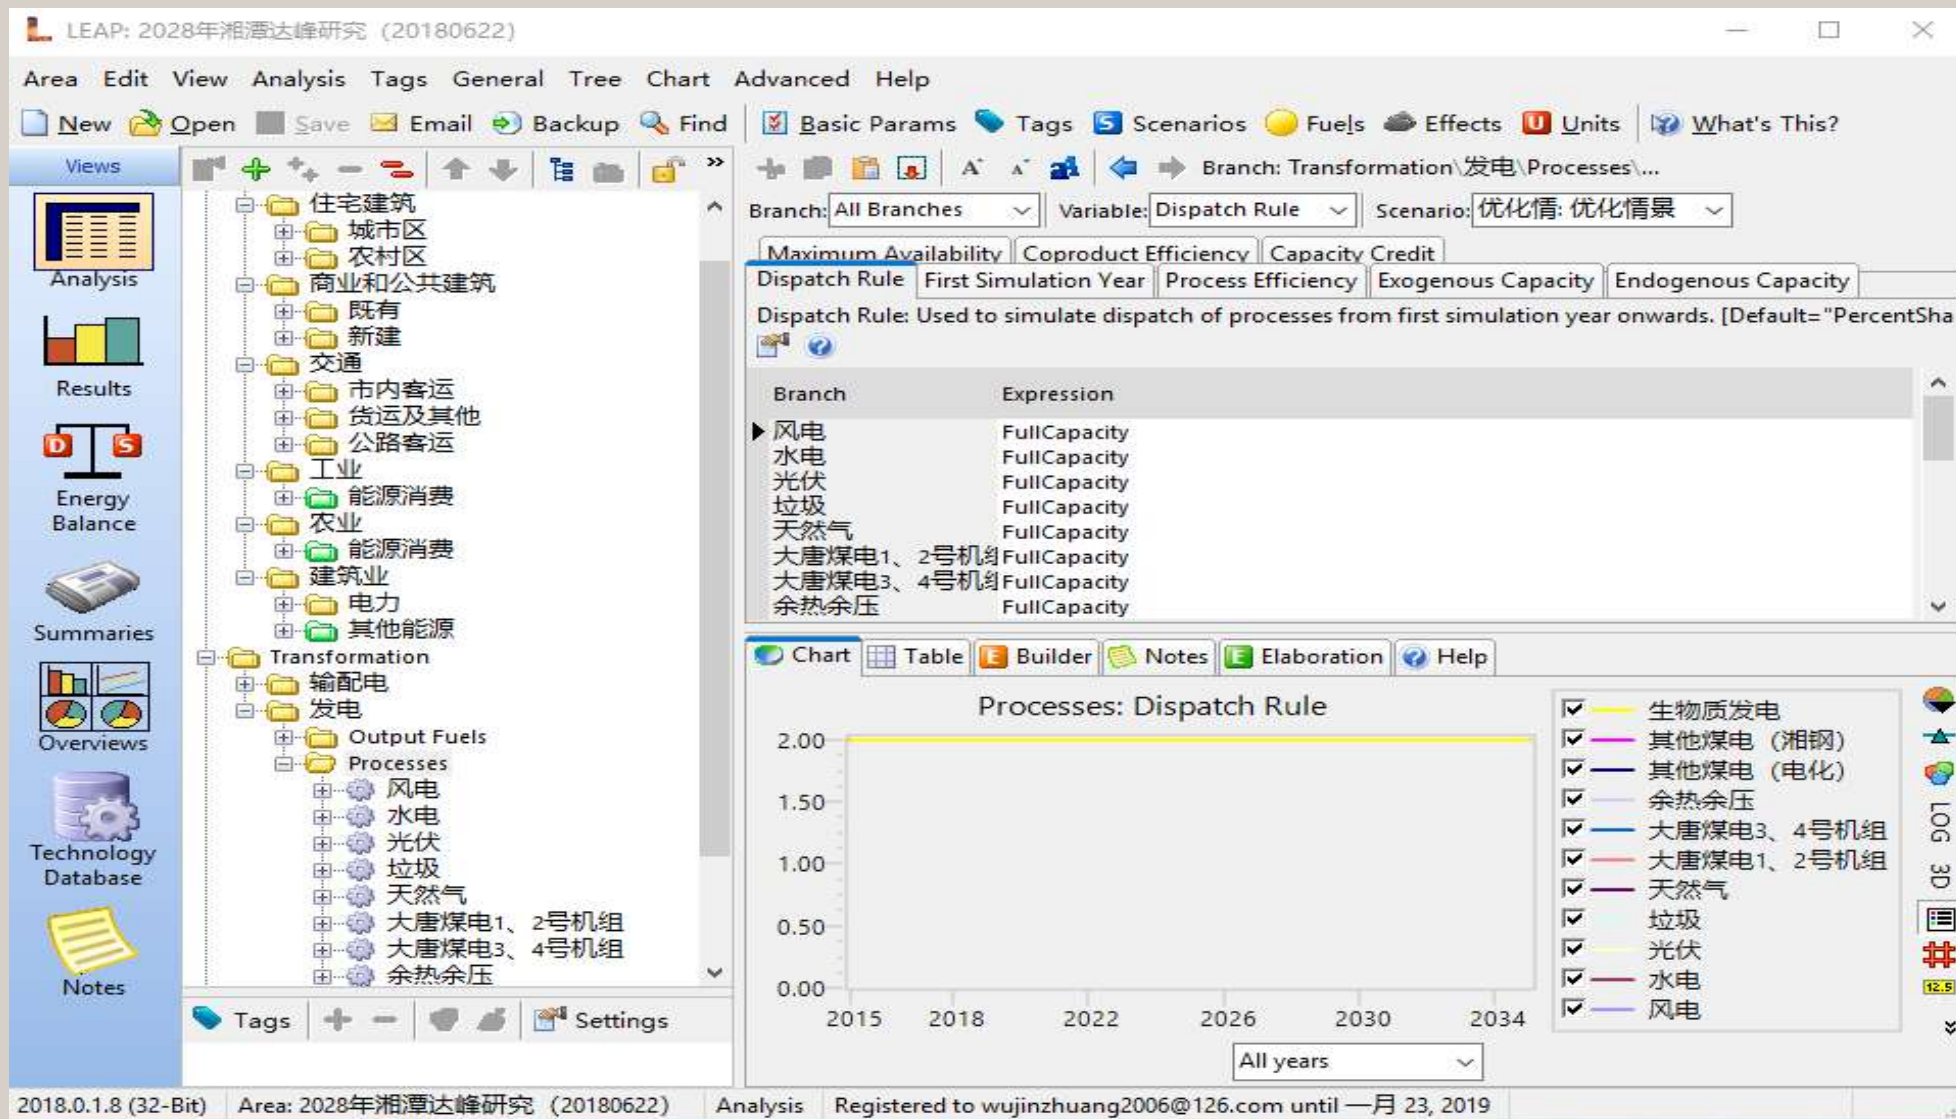 LEAP: 2028年湘潭达峰研究 (20180622)
Area Edit View Analysis Tags General Tree Chart Advanced Help
New Open Save Email Backup Find Basic Params Tags Scenarios Fuels Effects Units What's This?
Views
Analysis
Results
Energy
Balance
Summaries
Overviews
Technology
Database
Notes
住宅建筑
城市区
农村区
商业和公共建筑
既有
新建
交通
市内客运
货运及其他
公路客运
工业
能源消费
农业
能源消费
建筑业
电力
其他能源
Transformation
输配电
发电
Output Fuels
Processes
风电
水电
光伏
垃圾
天然气
大唐煤电1、2号机组
大唐煤电3、4号机组
余热余压
Tags Settings
Branch: Transformation\发电\Processes\...
Branch: All Branches Variable: Dispatch Rule Scenario: 优化情: 优化情景
Maximum Availability Coproduct Efficiency Capacity Credit
Dispatch Rule First Simulation Year Process Efficiency Exogenous Capacity Endogenous Capacity
Dispatch Rule: Used to simulate dispatch of processes from first simulation year onwards. [Default="PercentSha
Branch Expression
风电 FullCapacity
水电 FullCapacity
光伏 FullCapacity
垃圾 FullCapacity
天然气 FullCapacity
大唐煤电1、2号机组 FullCapacity
大唐煤电3、4号机组 FullCapacity
余热余压 FullCapacity
Chart Table Builder Notes Elaboration Help
Processes: Dispatch Rule
2.00
1.50
1.00
0.50
0.00
2015 2018 2022 2026 2030 2034
生物质发电
其他煤电 (湘钢)
其他煤电 (电化)
余热余压
大唐煤电3、4号机组
大唐煤电1、2号机组
天然气
垃圾
光伏
水电
风电
LOG
3D
12.5
All years
2018.0.1.8 (32-Bit) Area: 2028年湘潭达峰研究 (20180622) Analysis Registered to wujinzhuang2006@126.com until 一月 23, 2019